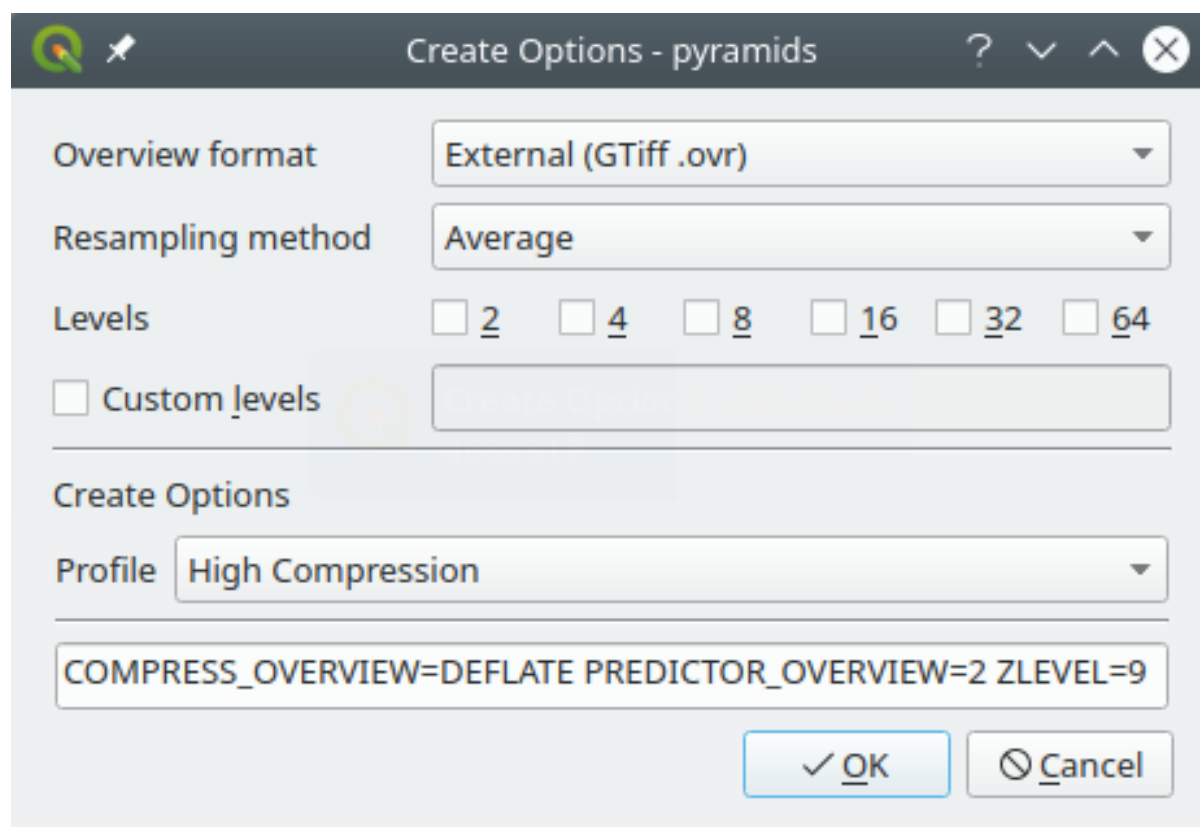 Create Options - pyramids
Overview format External (GTiff .ovr)
Resampling method Average
Levels 2 4 8 16 32 64
Custom levels
Create Options
Profile High Compression
COMPRESS_OVERVIEW=DEFLATE PREDICTOR_OVERVIEW=2 ZLEVEL=9
OK Cancel